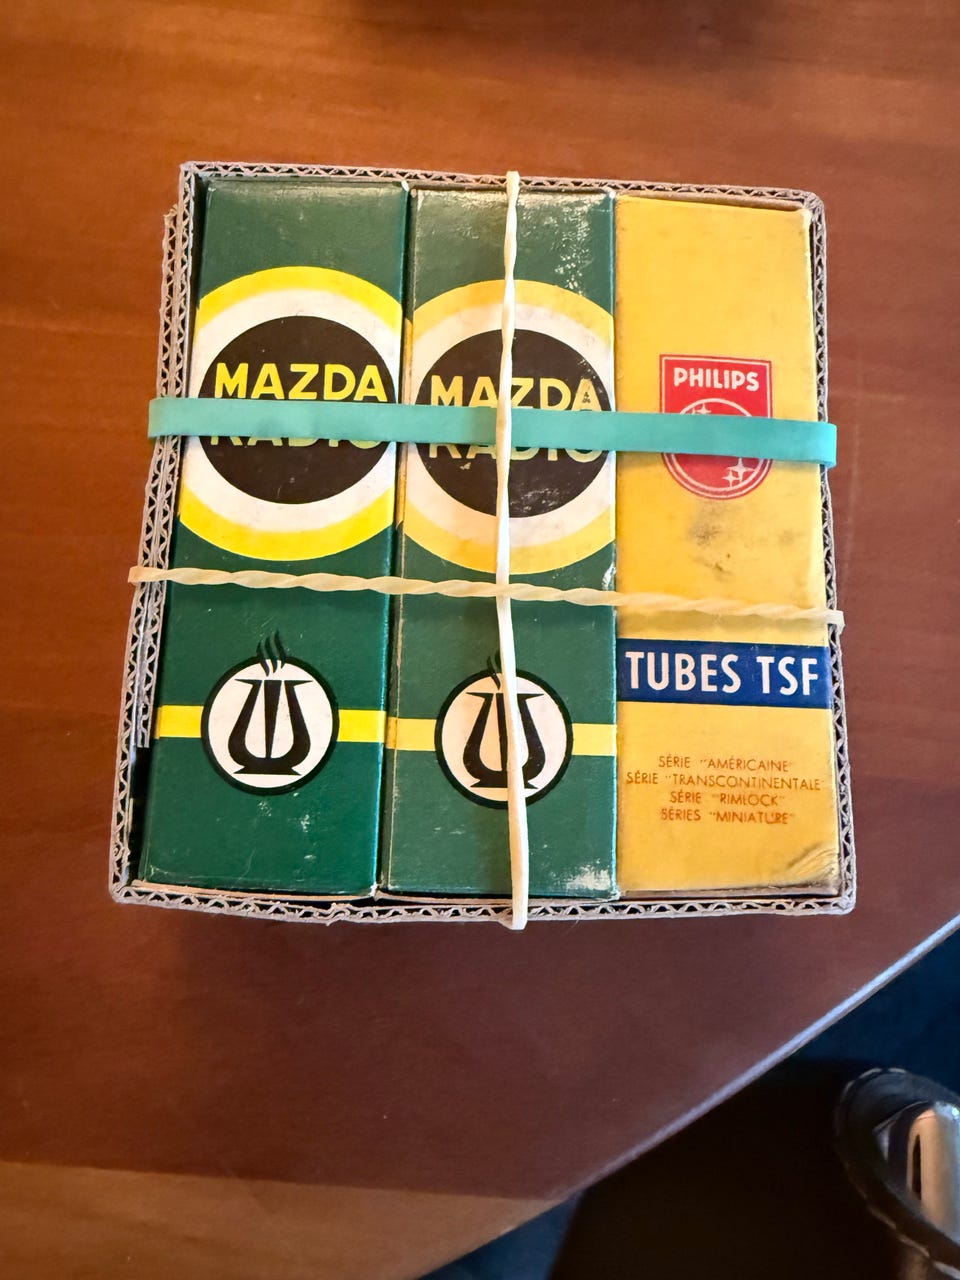 MAZDA
RADIO
MAZDA
RADIO
PHILIPS
TUBES TSF
SÉRIE "AMÉRICAINE"
SÉRIE "TRANSCONTINENTALE"
SÉRIE "RIMLOCK"
SÉRIES "MINIATURE"